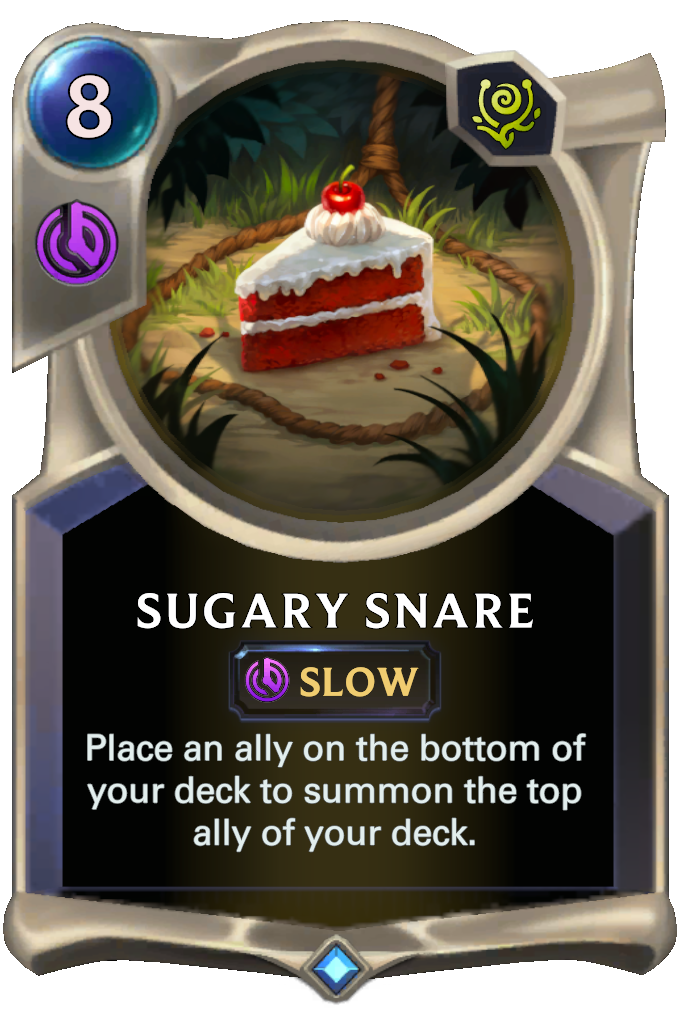 8
SUGARY SNARE
SLOW
Place an ally on the bottom of
your deck to summon the top
ally of your deck.